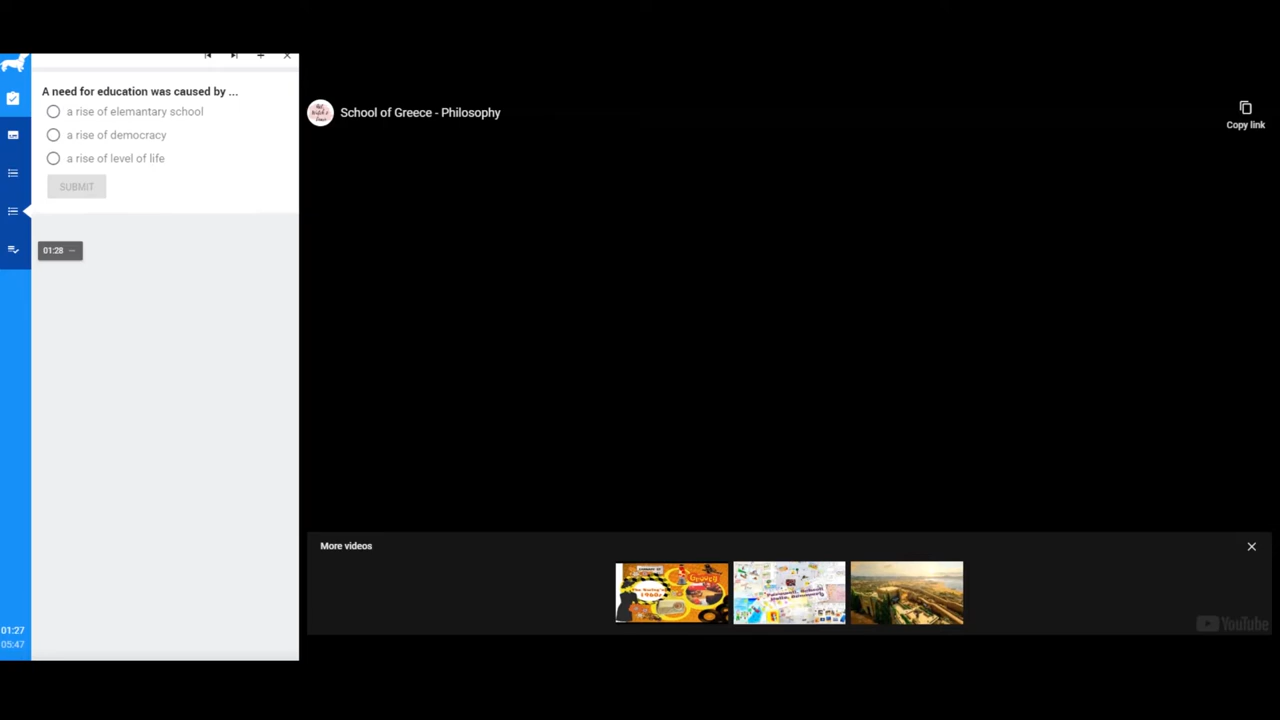 A need for education was caused by ...
a rise of elemantary school
a rise of democracy
a rise of level of life
SUBMIT
01:28
01:27
05:47
School of Greece - Philosophy
Copy link
More videos
YouTube